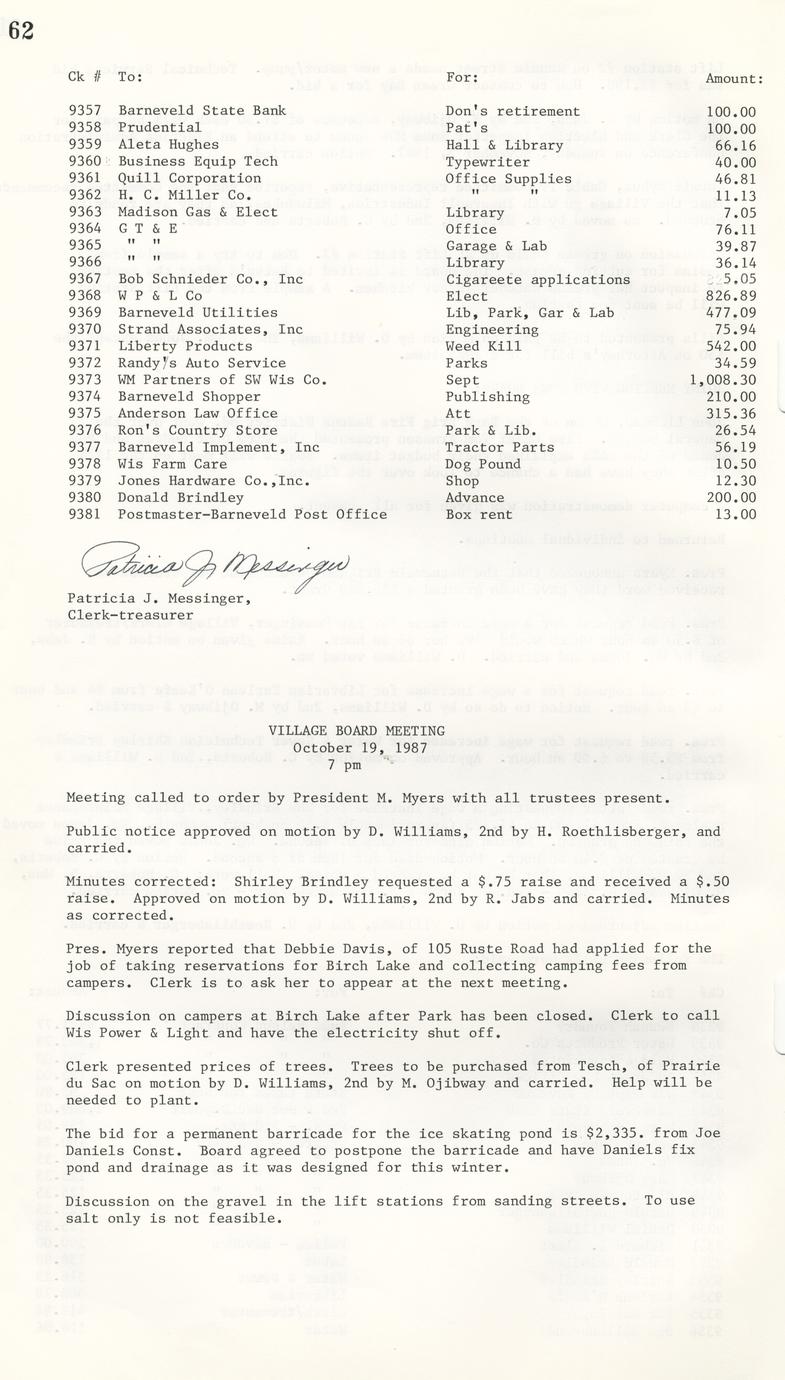 62
Ck # To: For: Amount:
9357 Barneveld State Bank Don's retirement 100.00
9358 Prudential Pat's 100.00
9359 Aleta Hughes Hall & Library 66.16
9360 Business Equip Tech Typewriter 40.00
9361 Quill Corporation Office Supplies 46.81
9362 H. C. Miller Co. " " 11.13
9363 Madison Gas & Elect Library 7.05
9364 G T & E Office 76.11
9365 " " Garage & Lab 39.87
9366 " " Library 36.14
9367 Bob Schnieder Co., Inc Cigareete applications 5.05
9368 W P & L Co Elect 826.89
9369 Barneveld Utilities Lib, Park, Gar & Lab 477.09
9370 Strand Associates, Inc Engineering 75.94
9371 Liberty Products Weed Kill 542.00
9372 Randy's Auto Service Parks 34.59
9373 WM Partners of SW Wis Co. Sept 1,008.30
9374 Barneveld Shopper Publishing 210.00
9375 Anderson Law Office Att 315.36
9376 Ron's Country Store Park & Lib. 26.54
9377 Barneveld Implement, Inc Tractor Parts 56.19
9378 Wis Farm Care Dog Pound 10.50
9379 Jones Hardware Co.,Inc. Shop 12.30
9380 Donald Brindley Advance 200.00
9381 Postmaster-Barneveld Post Office Box rent 13.00
Patricia J. Messinger
Patricia J. Messinger,
Clerk-treasurer
VILLAGE BOARD MEETING
October 19, 1987
7 pm
Meeting called to order by President M. Myers with all trustees present.
Public notice approved on motion by D. Williams, 2nd by H. Roethlisberger, and
carried.
Minutes corrected: Shirley Brindley requested a $.75 raise and received a $.50
raise. Approved on motion by D. Williams, 2nd by R. Jabs and carried. Minutes
as corrected.
Pres. Myers reported that Debbie Davis, of 105 Ruste Road had applied for the
job of taking reservations for Birch Lake and collecting camping fees from
campers. Clerk is to ask her to appear at the next meeting.
Discussion on campers at Birch Lake after Park has been closed. Clerk to call
Wis Power & Light and have the electricity shut off.
Clerk presented prices of trees. Trees to be purchased from Tesch, of Prairie
du Sac on motion by D. Williams, 2nd by M. Ojibway and carried. Help will be
needed to plant.
The bid for a permanent barricade for the ice skating pond is $2,335. from Joe
Daniels Const. Board agreed to postpone the barricade and have Daniels fix
pond and drainage as it was designed for this winter.
Discussion on the gravel in the lift stations from sanding streets. To use
salt only is not feasible.